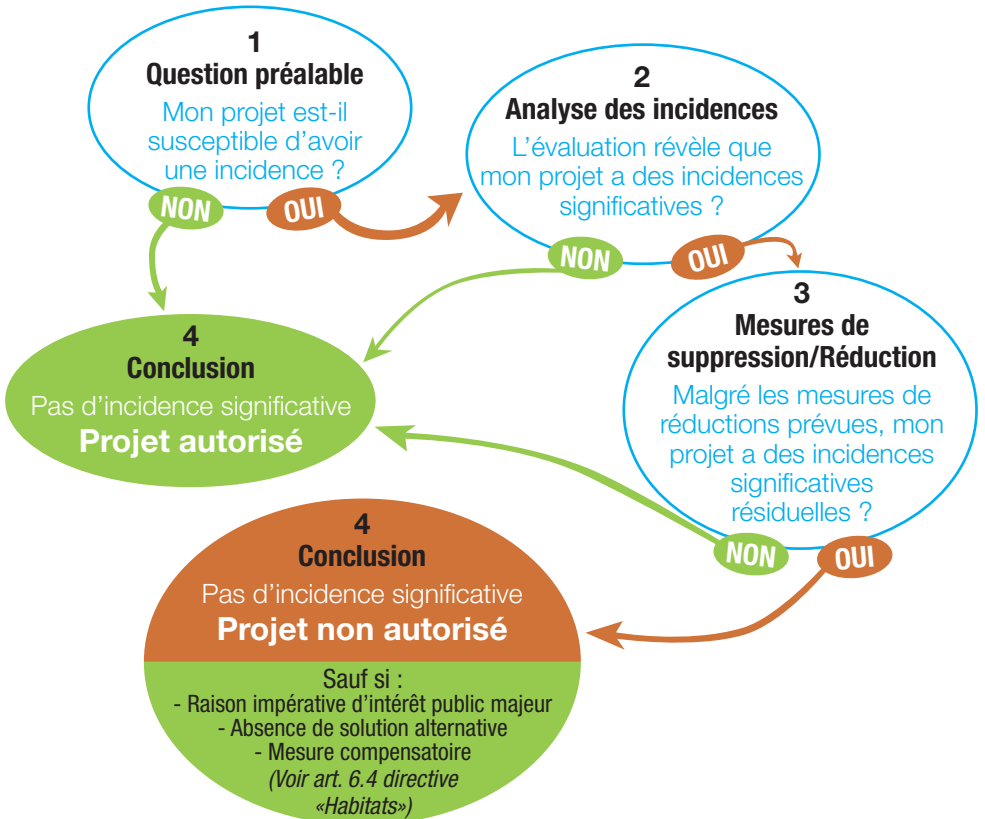 1
Question préalable
Mon projet est-il
susceptible d'avoir
une incidence ?
NON
OUI
2
Analyse des incidences
L'évaluation révèle que
mon projet a des incidences
significatives ?
NON
OUI
3
Mesures de
suppression/Réduction
Malgré les mesures de
réductions prévues, mon
projet a des incidences
significatives
résiduelles ?
NON
OUI
4
Conclusion
Pas d'incidence significative
Projet autorisé
4
Conclusion
Pas d'incidence significative
Projet non autorisé
Sauf si :
- Raison impérative d'intérêt public majeur
- Absence de solution alternative
- Mesure compensatoire
(Voir art. 6.4 directive
«Habitats»)